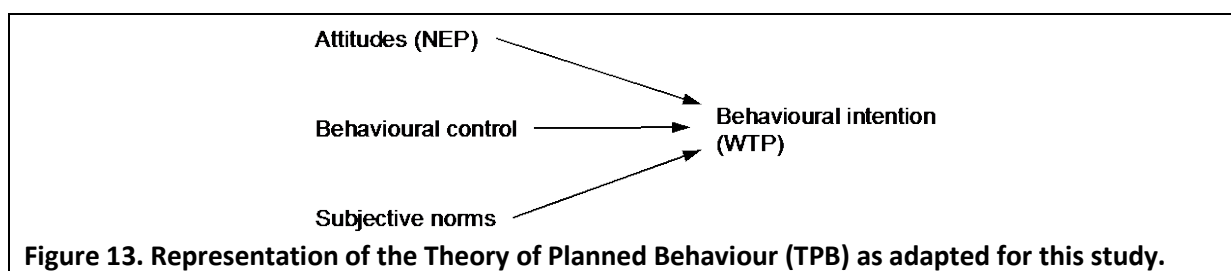 Attitudes (NEP)
Behavioural control
Behavioural intention
(WTP)
Subjective norms
Figure 13. Representation of the Theory of Planned Behaviour (TPB) as adapted for this study.